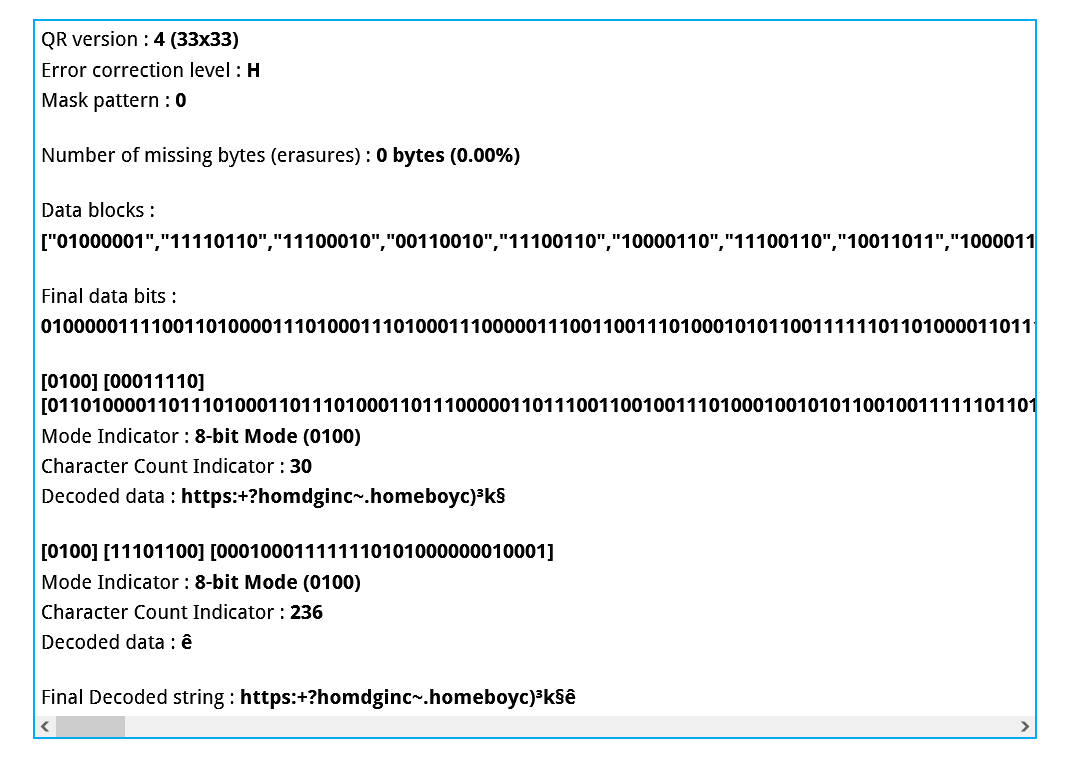 QR version : 4 (33x33)
Error correction level : H
Mask pattern : 0
Number of missing bytes (erasures) : 0 bytes (0.00%)
Data blocks :
["01000001","11110110","11100010","00110010","11100110","10000110","11100110","10011011","1000011
Final data bits :
010000011110011010000111010001110100011100000111001100111010001010110011111101101000011011
[0100] [00011110]
[011010000110111010001101110100011011100000110111001100100111010001001010110010011111101101
Mode Indicator : 8-bit Mode (0100)
Character Count Indicator : 30
Decoded data : https:+?homdginc~.homeboyc)³k§
[0100] [11101100] [0001000111111110101000000010001]
Mode Indicator : 8-bit Mode (0100)
Character Count Indicator : 236
Decoded data : ê
Final Decoded string : https:+?homdginc~.homeboyc)³k§ê